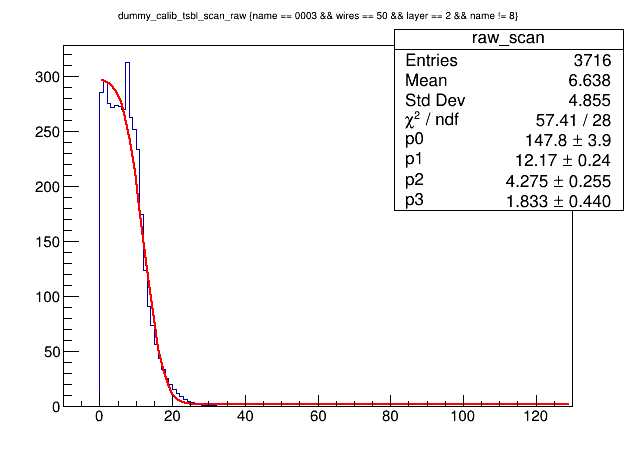 dummy_calib_tsbl_scan_raw {name == 0003 && wires == 50 && layer == 2 && name != 8}
raw_scan
Entries 3716
Mean 6.638
Std Dev 4.855
χ² / ndf 57.41 / 28
p0 147.8 ± 3.9
p1 12.17 ± 0.24
p2 4.275 ± 0.255
p3 1.833 ± 0.440
300
250
200
150
100
50
0
0 20 40 60 80 100 120